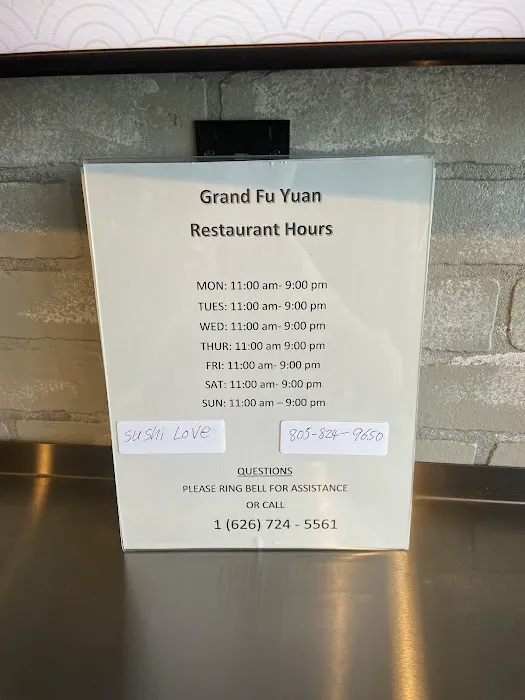 Grand Fu Yuan
Restaurant Hours
MON: 11:00 am- 9:00 pm
TUES: 11:00 am- 9:00 pm
WED: 11:00 am- 9:00 pm
THUR: 11:00 am 9:00 pm
FRI: 11:00 am- 9:00 pm
SAT: 11:00 am- 9:00 pm
SUN: 11:00 am – 9:00 pm
sushi Love 805-824-9650
QUESTIONS
PLEASE RING BELL FOR ASSISTANCE
OR CALL
1 (626) 724 - 5561